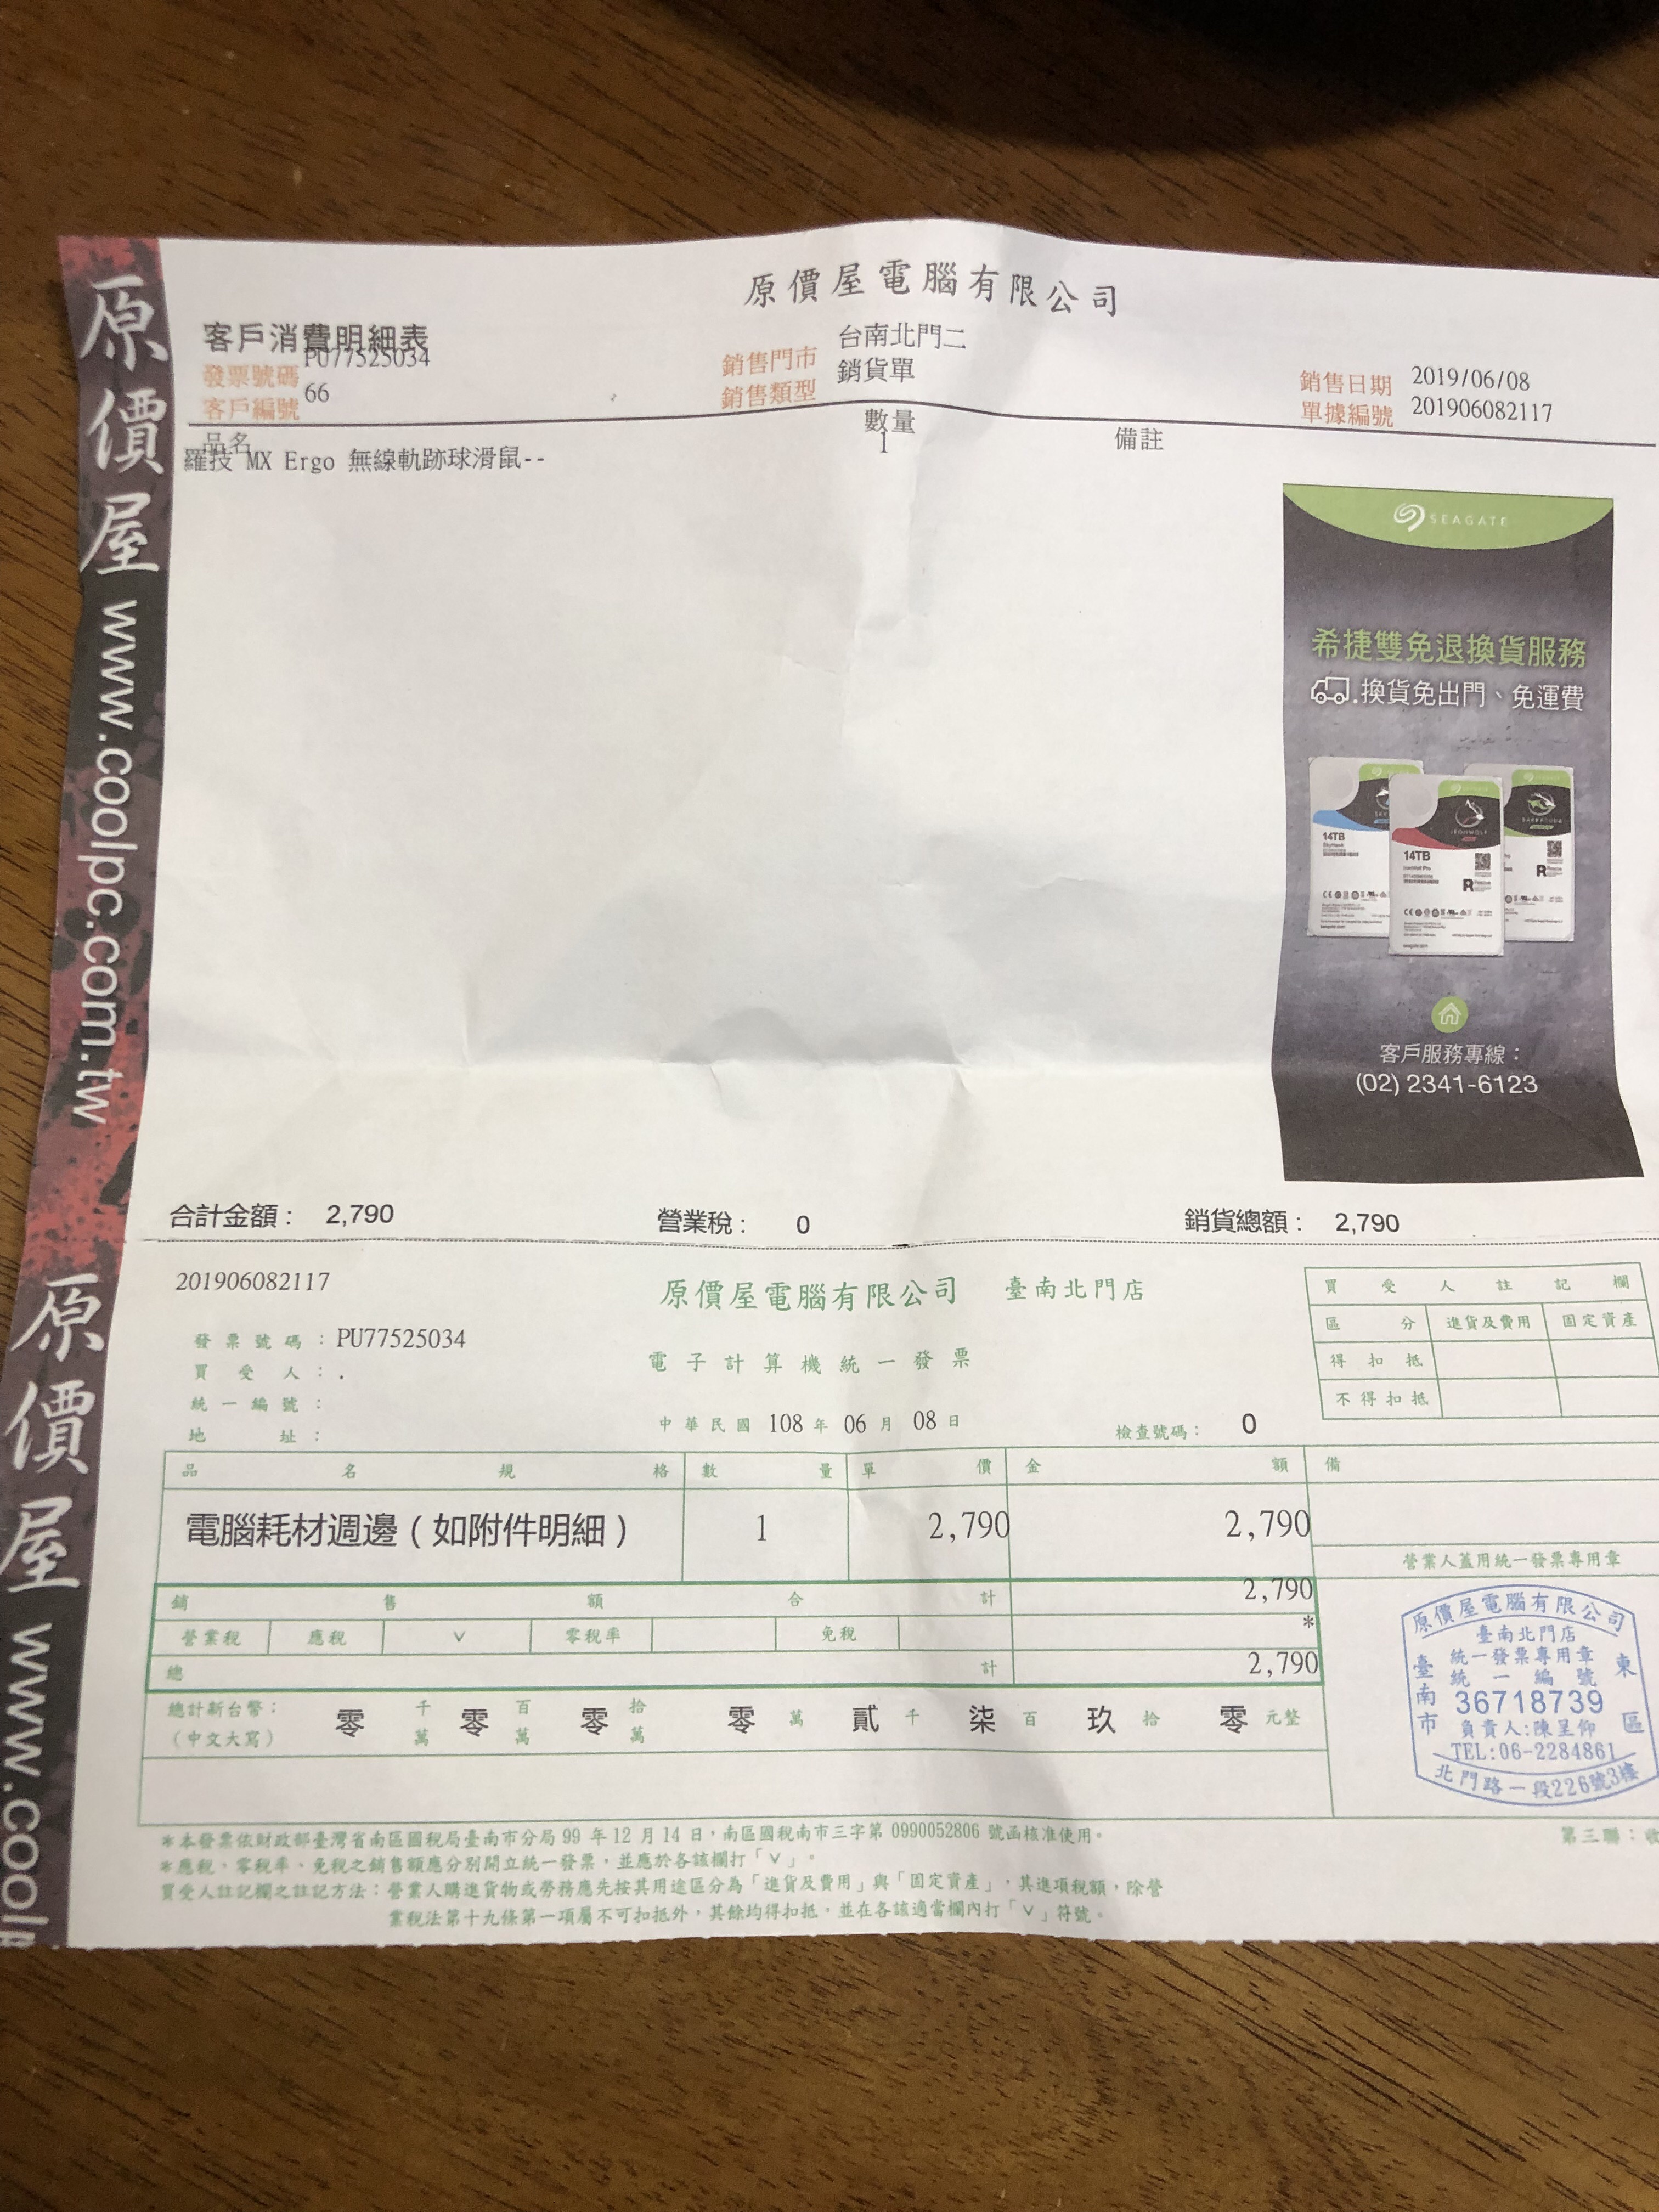 原價屋 www.coolpc.com.tw
原價屋 www.cool
原價屋電腦有限公司
客戶消費明細表
發票號碼 PU77525034
客戶編號 66
銷售門市 台南北門二
銷售類型 銷貨單
銷售日期 2019/06/08
單據編號 201906082117
品名 數量 備註
羅技 MX Ergo 無線軌跡球滑鼠-- 1
SEAGATE
希捷雙免退換貨服務
換貨免出門、免運費
14TB
SkyHawk
14TB
IronWolf Pro
客戶服務專線：
(02) 2341-6123
合計金額： 2,790 營業稅： 0 銷貨總額： 2,790
201906082117
原價屋電腦有限公司 臺南北門店
發票號碼：PU77525034
買受人：.
統一編號：
地址：
電子計算機統一發票
中華民國 108 年 06 月 08 日
檢查號碼： 0
買受人註記欄
區分 進貨及費用 固定資產
得扣抵
不得扣抵
品名規格 數量 單價 金額 備
電腦耗材週邊（如附件明細） 1 2,790 2,790
營業人蓋用統一發票專用章
銷售額合計 2,790
營業稅 應稅 V 零稅率 免稅 *
總計 2,790
總計新台幣：
（中文大寫）
零 千萬 零 百萬 零 拾萬 零 萬 貳 千 柒 百 玖 拾 零 元整
原價屋電腦有限公司
臺南北門店
統一發票專用章
統一編號
36718739
負責人:陳呈仰
TEL:06-2284861
臺南市 東區
北門路一段226號3樓
*本發票依財政部臺灣省南區國稅局臺南市分局 99 年 12 月 14 日，南區國稅南市三字第 0990052806 號函核准使用。
*應稅、零稅率、免稅之銷售額應分別開立統一發票，並應於各該欄打「V」。
買受人註記欄之註記方法：營業人購進貨物或勞務應先按其用途區分為「進貨及費用」與「固定資產」，其進項稅額，除營
業稅法第十九條第一項屬不可扣抵外，其餘均得扣抵，並在各該適當欄內打「V」符號。
第三聯：收